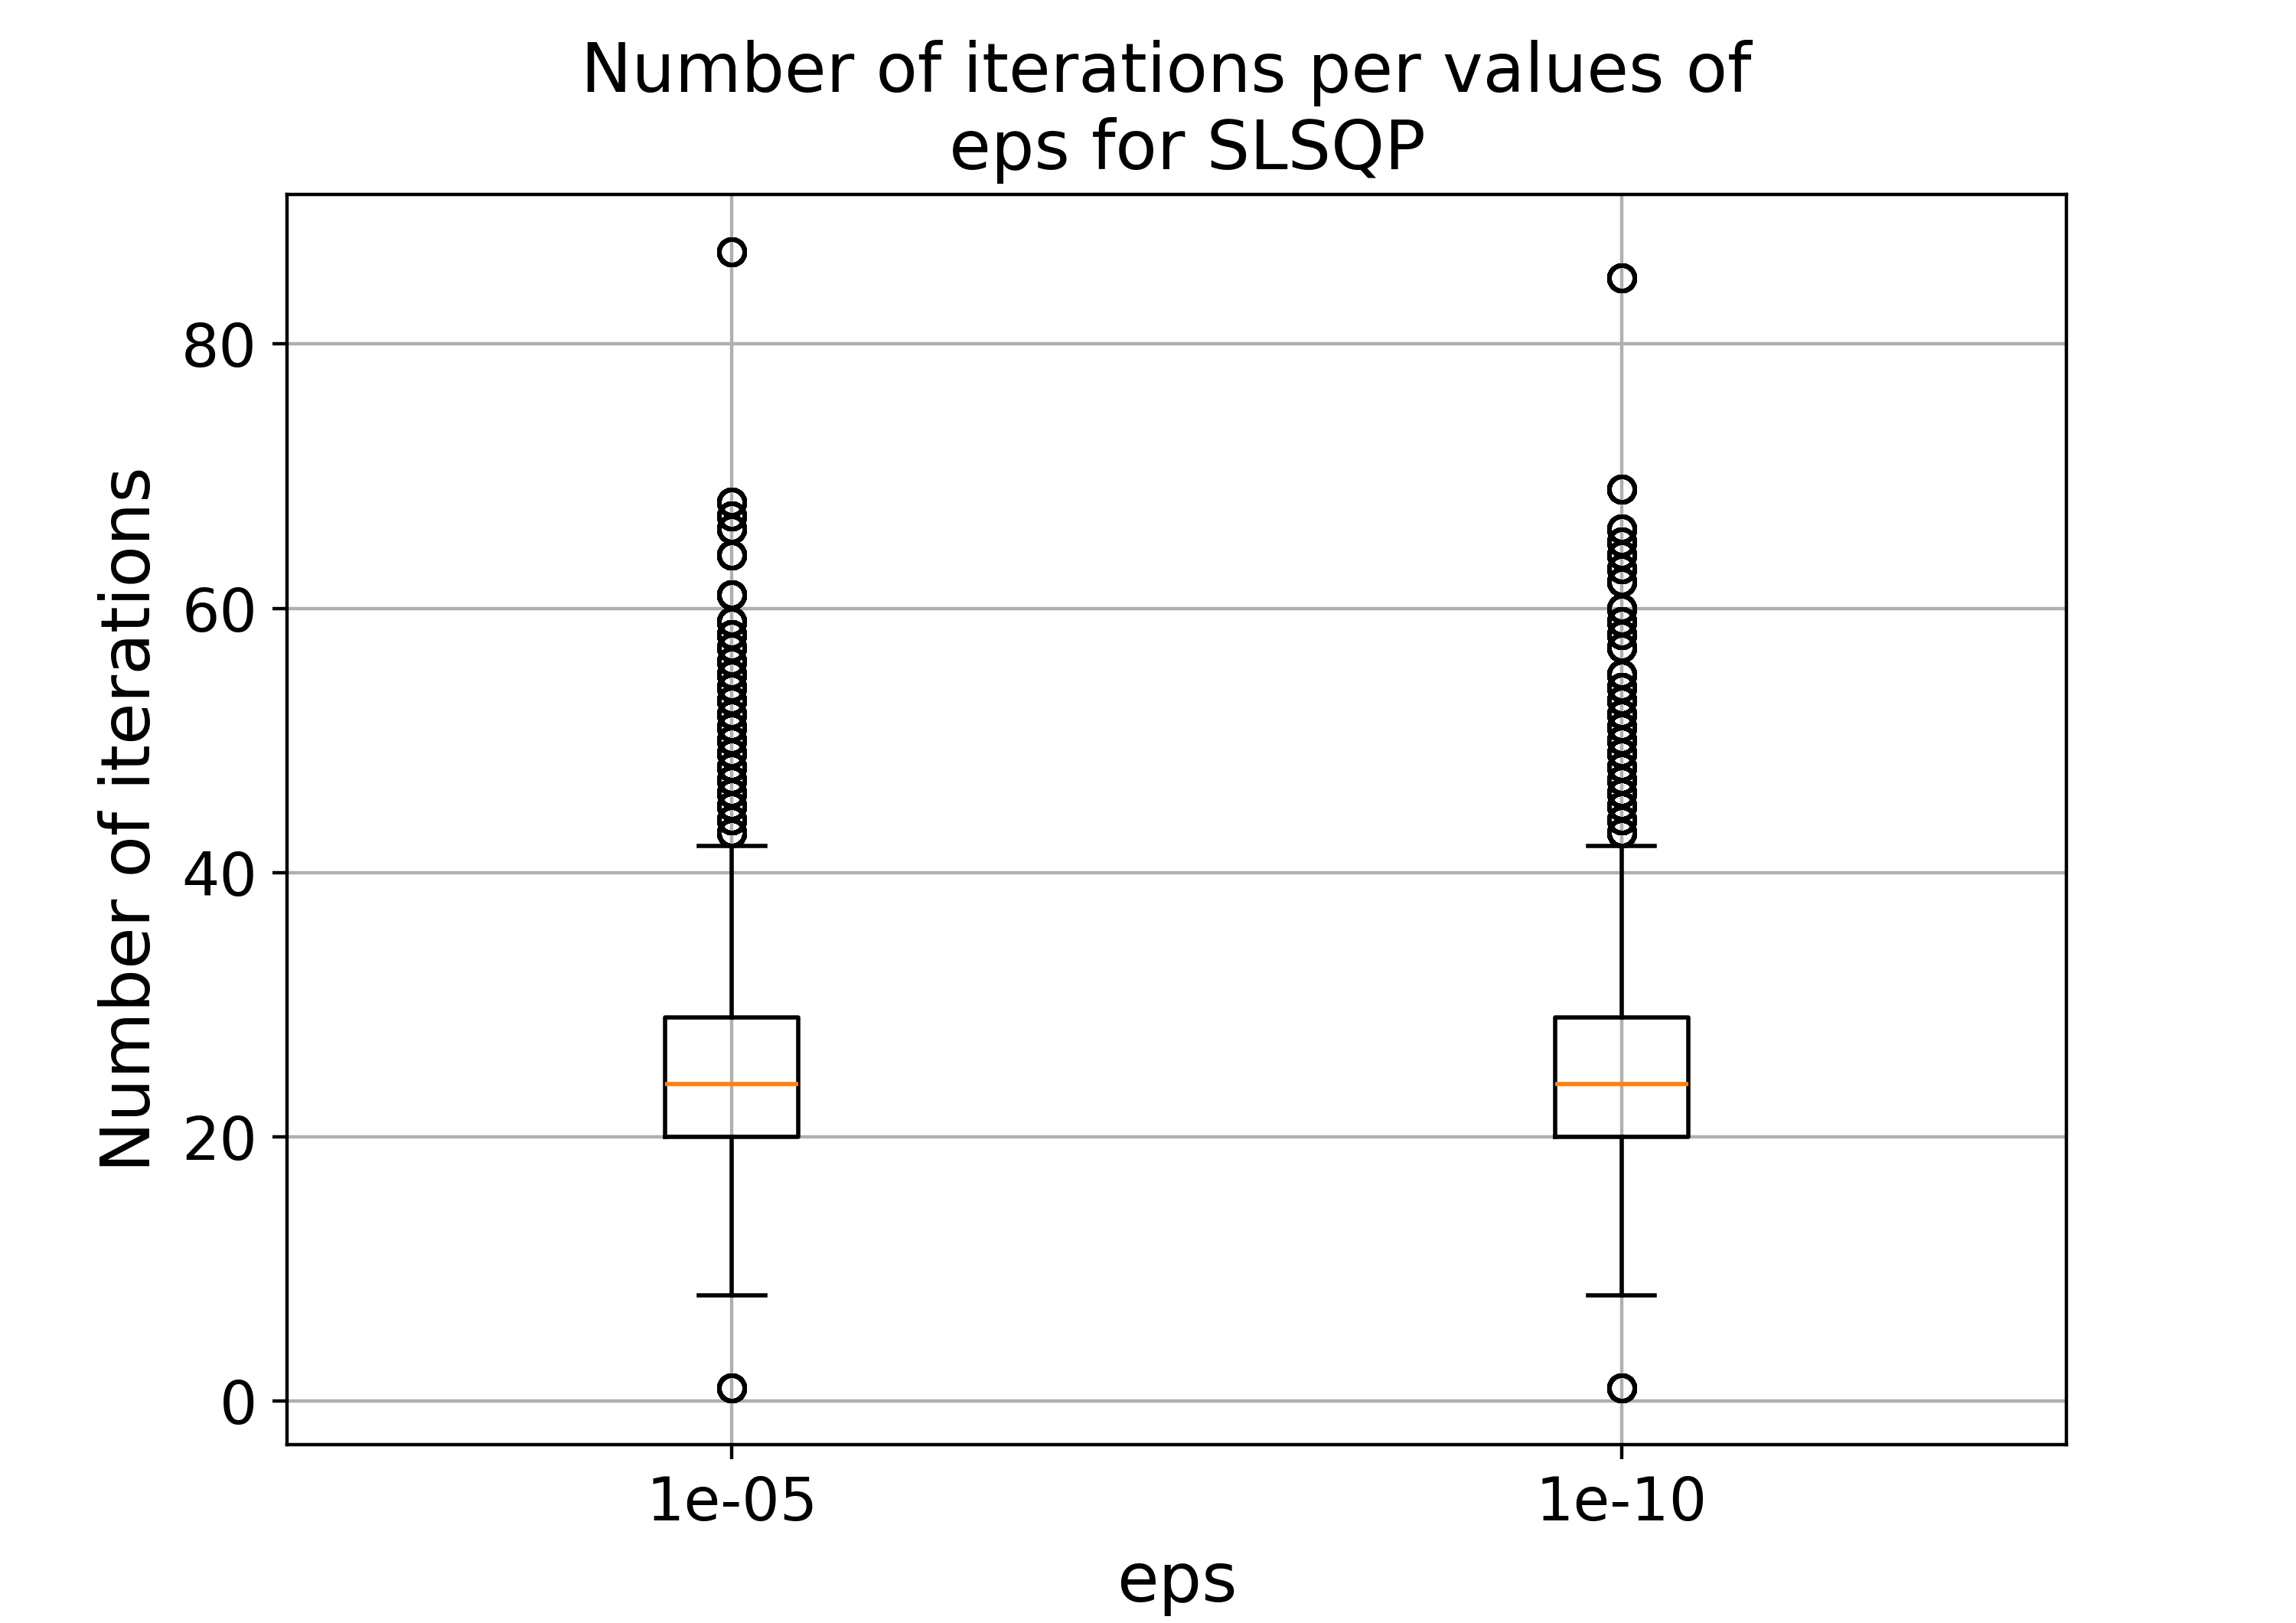 Number of iterations per values of
eps for SLSQP
Number of iterations
80
60
40
20
0
1e-05
1e-10
eps